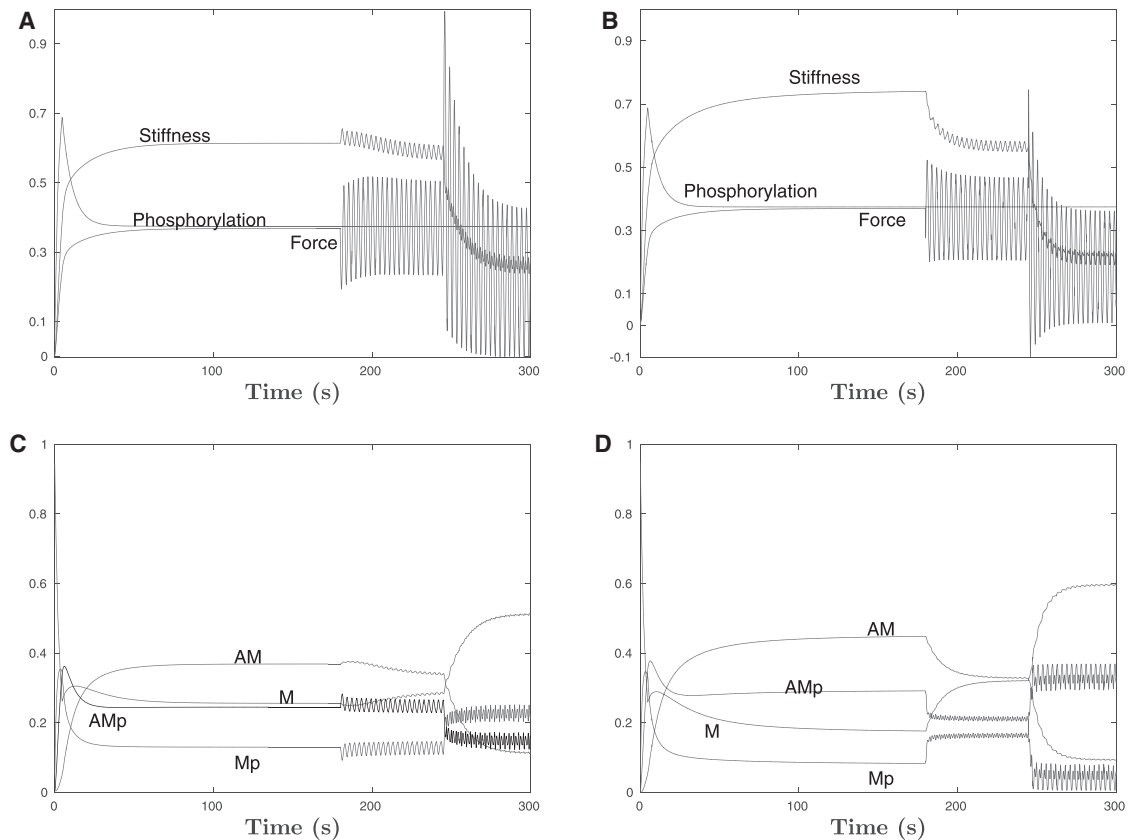 A
0.9
0.7
0.5
0.3
0.1
0
Stiffness
Phosphorylation
Force
0
100
200
300
Time (s)
B
0.9
0.7
0.5
0.3
0.1
0
-0.1
Stiffness
Phosphorylation
Force
0
100
200
300
Time (s)
C
1
0.8
0.6
0.4
0.2
0
AM
M
AMp
Mp
0
100
200
300
Time (s)
D
1
0.8
0.6
0.4
0.2
0
AM
AMp
M
Mp
0
100
200
300
Time (s)